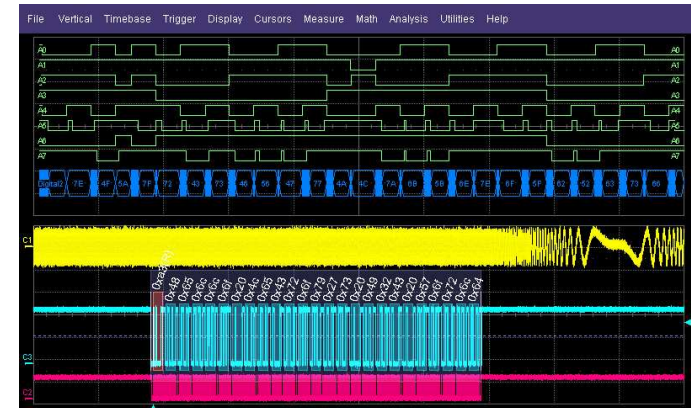 File Vertical Timebase Trigger Display Cursors Measure Math Analysis Utilities Help
A0 A0
A1 A1
A2 A2
A3 A3
A4 A4
A5 A5
A6 A6
A7 A7
Digital2 7E 4F 5A 7F 72 43 73 46 56 47 77 4A 4C 7A 6B 5B 6E 7E 6F 5F 62 52 63 73 66
C1
0x48 0x65 0x6c 0x6c 0x6f 0x20 0x4c 0x65 0x43 0x72 0x6f 0x79 0x27 0x73 0x20 0x49 0x32 0x43 0x20 0x57 0x6f 0x72 0x6c 0x64
C3
C2